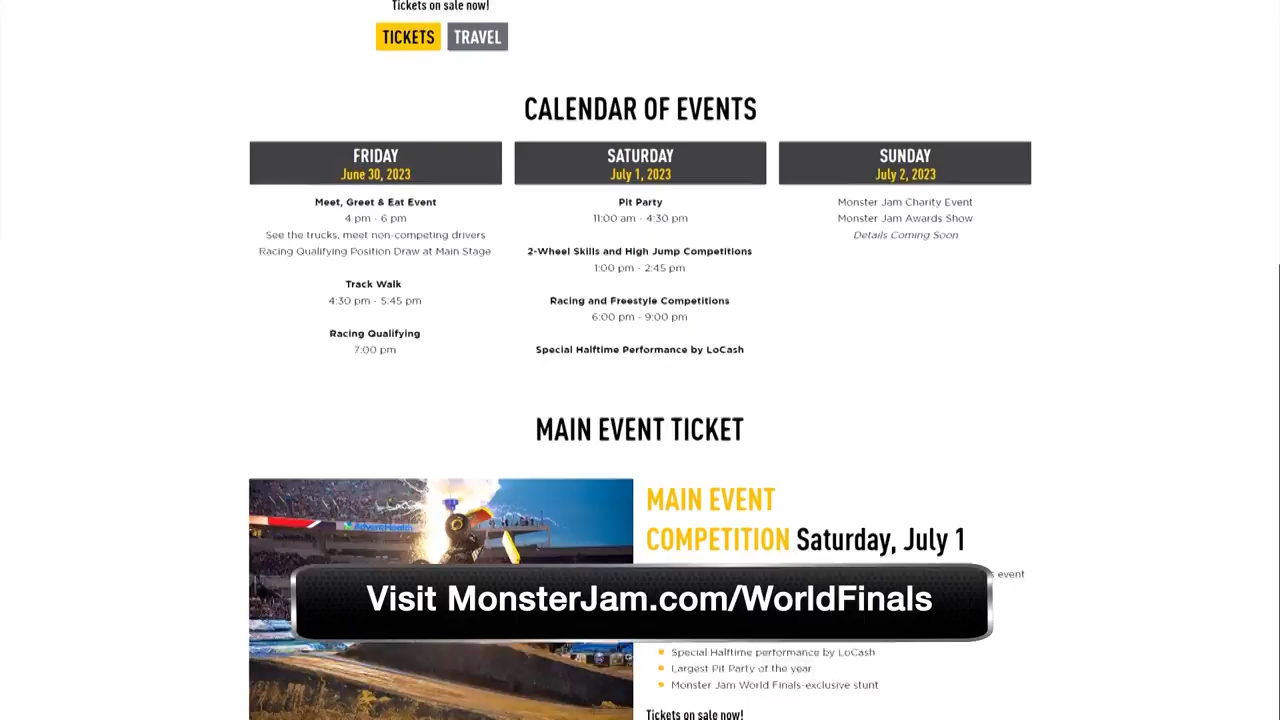 Tickets on sale now!
TICKETS TRAVEL
CALENDAR OF EVENTS
FRIDAY
June 30, 2023
Meet, Greet & Eat Event
4 pm - 6 pm
See the trucks, meet non-competing drivers
Racing Qualifying Position Draw at Main Stage
Track Walk
4:30 pm - 5:45 pm
Racing Qualifying
7:00 pm
SATURDAY
July 1, 2023
Pit Party
11:00 am - 4:30 pm
2-Wheel Skills and High Jump Competitions
1:00 pm - 2:45 pm
Racing and Freestyle Competitions
6:00 pm - 9:00 pm
Special Halftime Performance by LoCash
SUNDAY
July 2, 2023
Monster Jam Charity Event
Monster Jam Awards Show
Details Coming Soon
MAIN EVENT TICKET
AdventHealth
MAIN EVENT
COMPETITION Saturday, July 1
event
Visit MonsterJam.com/WorldFinals
Special Halftime performance by LoCash
Largest Pit Party of the year
Monster Jam World Finals-exclusive stunt
Tickets on sale now!